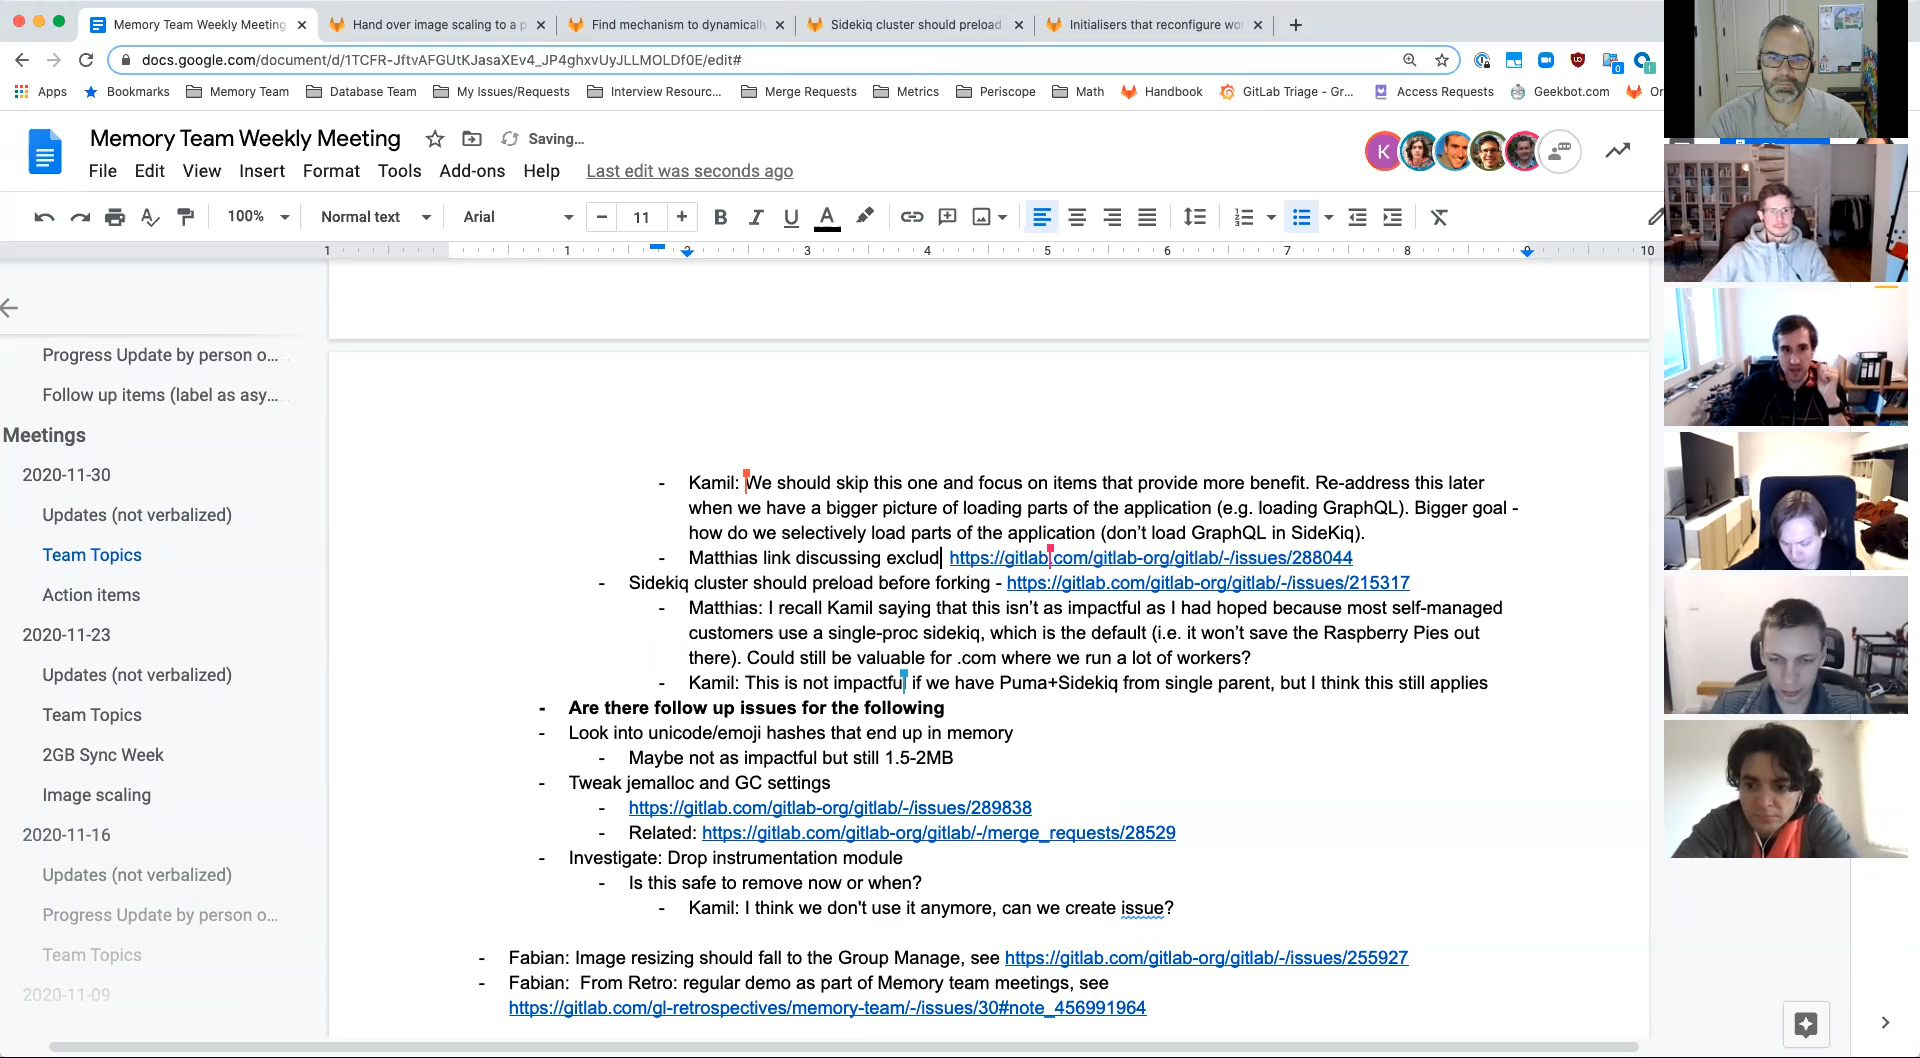 Memory Team Weekly Meeting
Hand over image scaling to a p
Find mechanism to dynamically
Sidekiq cluster should preload
Initialisers that reconfigure wo
docs.google.com/document/d/1TCFR-JftvAFGUtKJasaXEv4_JP4ghxvUyJLLMOLDf0E/edit#
Apps Bookmarks Memory Team Database Team My Issues/Requests Interview Resourc... Merge Requests Metrics Periscope Math Handbook GitLab Triage - Gr... Access Requests Geekbot.com Or
Memory Team Weekly Meeting Saving...
K
File Edit View Insert Format Tools Add-ons Help Last edit was seconds ago
100% Normal text Arial 11
1 1 2 3 4 5 6 7 8 9 10
Progress Update by person o...
Follow up items (label as asy...
Meetings
2020-11-30
Updates (not verbalized)
Team Topics
Action items
2020-11-23
Updates (not verbalized)
Team Topics
2GB Sync Week
Image scaling
2020-11-16
Updates (not verbalized)
Progress Update by person o...
Team Topics
2020-11-09
- Kamil: We should skip this one and focus on items that provide more benefit. Re-address this later
when we have a bigger picture of loading parts of the application (e.g. loading GraphQL). Bigger goal -
how do we selectively load parts of the application (don't load GraphQL in SideKiq).
- Matthias link discussing exclud https://gitlab.com/gitlab-org/gitlab/-/issues/288044
- Sidekiq cluster should preload before forking - https://gitlab.com/gitlab-org/gitlab/-/issues/215317
- Matthias: I recall Kamil saying that this isn't as impactful as I had hoped because most self-managed
customers use a single-proc sidekiq, which is the default (i.e. it won't save the Raspberry Pies out
there). Could still be valuable for .com where we run a lot of workers?
- Kamil: This is not impactful if we have Puma+Sidekiq from single parent, but I think this still applies
- Are there follow up issues for the following
- Look into unicode/emoji hashes that end up in memory
- Maybe not as impactful but still 1.5-2MB
- Tweak jemalloc and GC settings
- https://gitlab.com/gitlab-org/gitlab/-/issues/289838
- Related: https://gitlab.com/gitlab-org/gitlab/-/merge_requests/28529
- Investigate: Drop instrumentation module
- Is this safe to remove now or when?
- Kamil: I think we don't use it anymore, can we create issue?
- Fabian: Image resizing should fall to the Group Manage, see https://gitlab.com/gitlab-org/gitlab/-/issues/255927
- Fabian: From Retro: regular demo as part of Memory team meetings, see
https://gitlab.com/gl-retrospectives/memory-team/-/issues/30#note_456991964